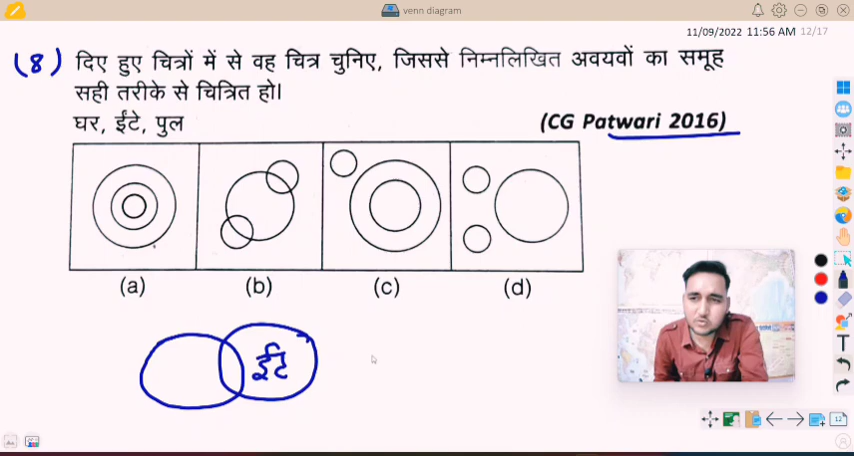 venn diagram
11/09/2022 11:56 AM 12/17
(8) दिए हुए चित्रों में से वह चित्र चुनिए, जिससे निम्नलिखित अवयवों का समूह
सही तरीके से चित्रित हो।
घर, ईंटे, पुल
(CG Patwari 2016)
(a) (b) (c) (d)
ईंटे
T
12